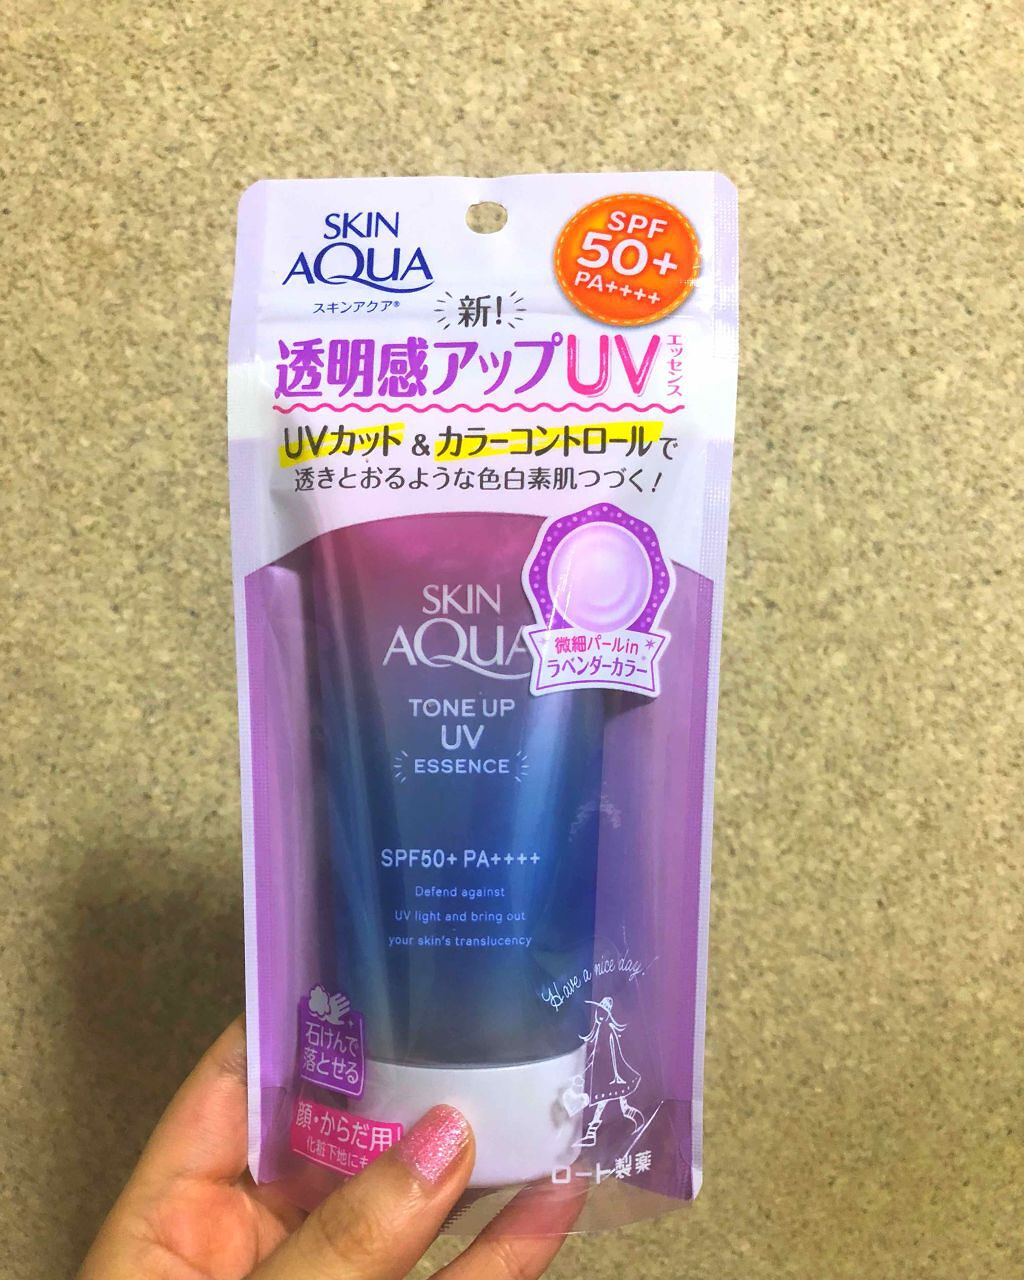 SKIN
AQUA
スキンアクア®
SPF
50+
PA++++
新!
透明感アップUV
エッセンス
UVカット & カラーコントロールで
透きとおるような色白素肌つづく!
微細パールin
ラベンダーカラー
SKIN
AQUA
TONE UP
UV
ESSENCE
SPF50+ PA++++
Defend against
UV light and bring out
your skin's translucency
Have a nice day!
石けんで
落とせる
顔・からだ用
化粧下地にも
ロート製薬